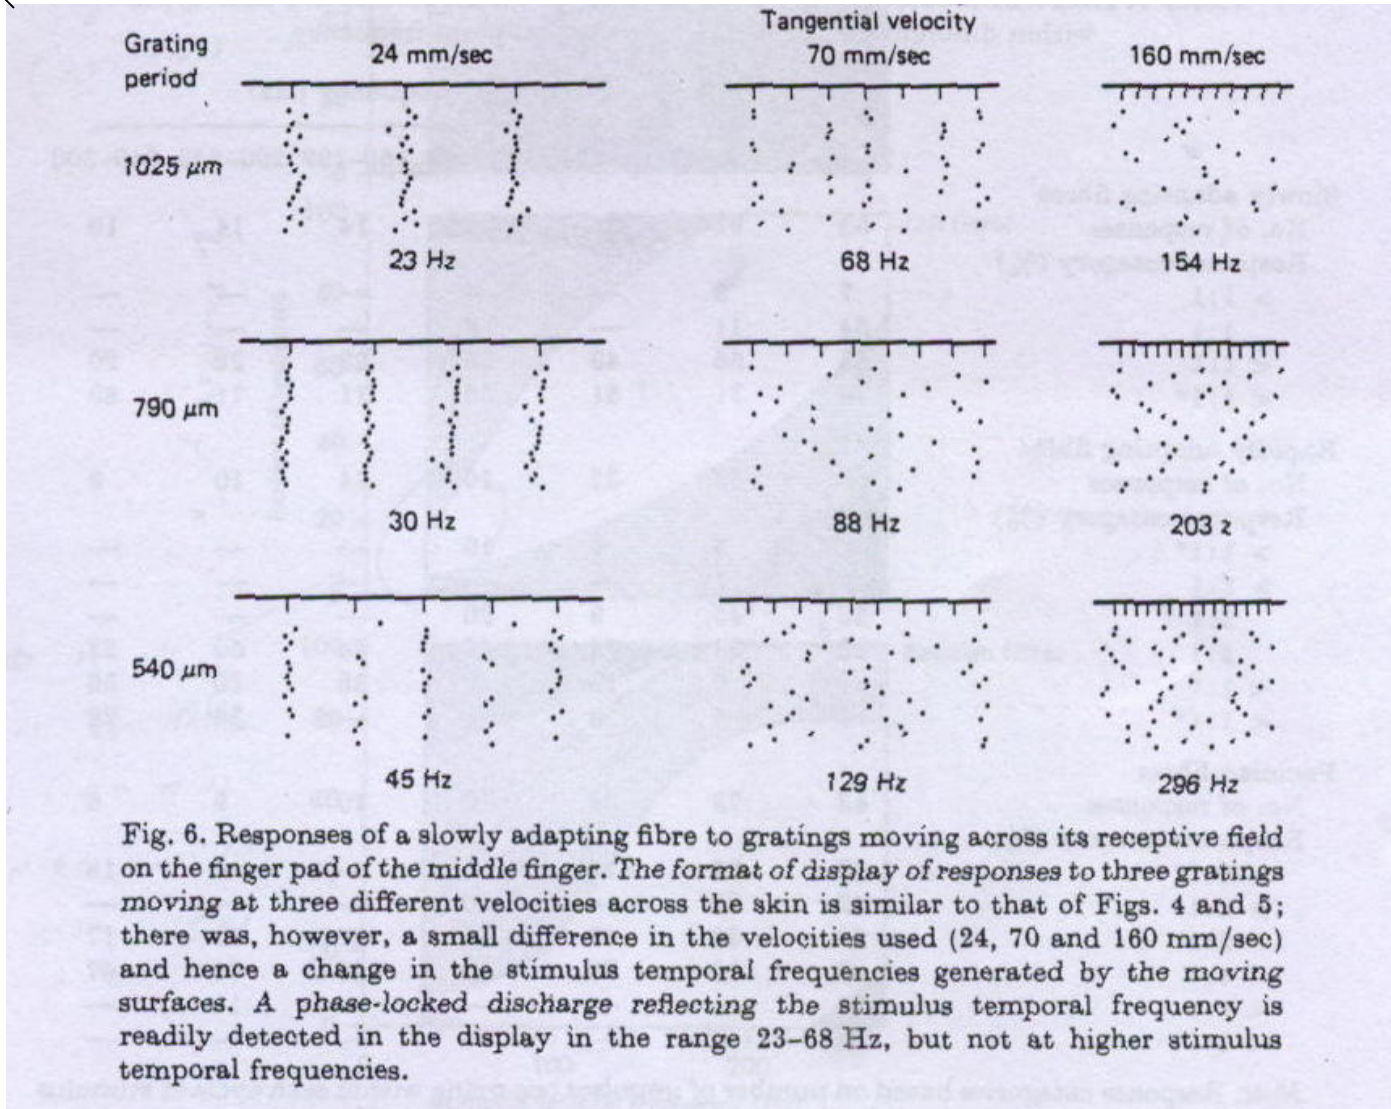 Tangential velocity
Grating period
24 mm/sec
70 mm/sec
160 mm/sec
1025 μm
23 Hz
68 Hz
154 Hz
790 μm
30 Hz
88 Hz
203 z
540 μm
45 Hz
129 Hz
296 Hz
Fig. 6. Responses of a slowly adapting fibre to gratings moving across its receptive field
on the finger pad of the middle finger. The format of display of responses to three gratings
moving at three different velocities across the skin is similar to that of Figs. 4 and 5;
there was, however, a small difference in the velocities used (24, 70 and 160 mm/sec)
and hence a change in the stimulus temporal frequencies generated by the moving
surfaces. A phase-locked discharge reflecting the stimulus temporal frequency is
readily detected in the display in the range 23–68 Hz, but not at higher stimulus
temporal frequencies.